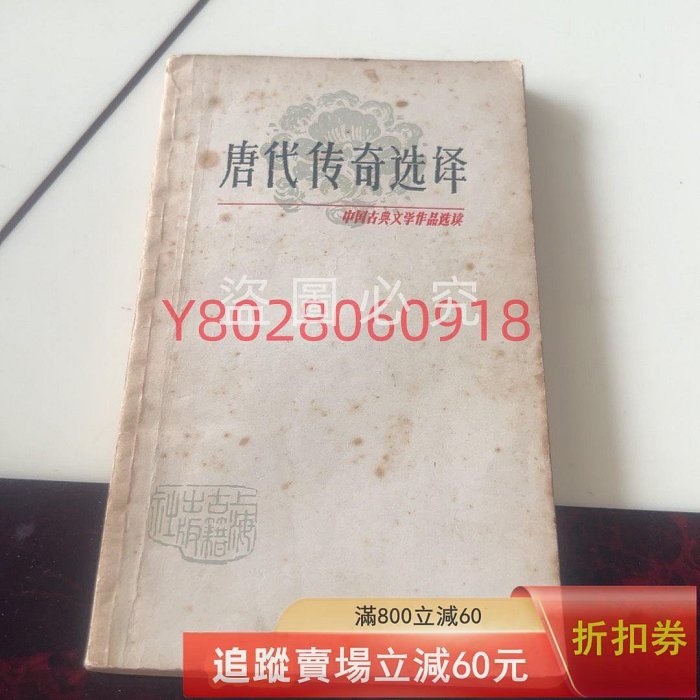 唐代传奇选译
中国古典文学作品选读
盜圖必究
Y8028060918
上海
古籍
出版
社
滿800立減60
追蹤賣場立減60元
折扣券